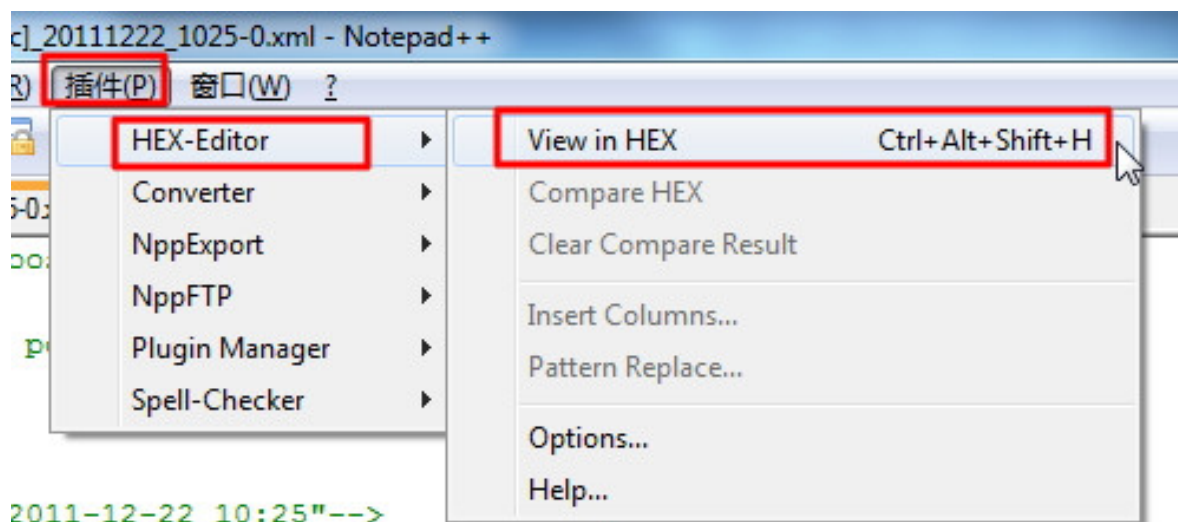 c]_20111222_1025-0.xml - Notepad++
R) 插件(P) 窗口(W) ?
HEX-Editor
Converter
NppExport
NppFTP
Plugin Manager
Spell-Checker
View in HEX Ctrl+Alt+Shift+H
Compare HEX
Clear Compare Result
Insert Columns...
Pattern Replace...
Options...
Help...
2011-12-22 10:25"-->